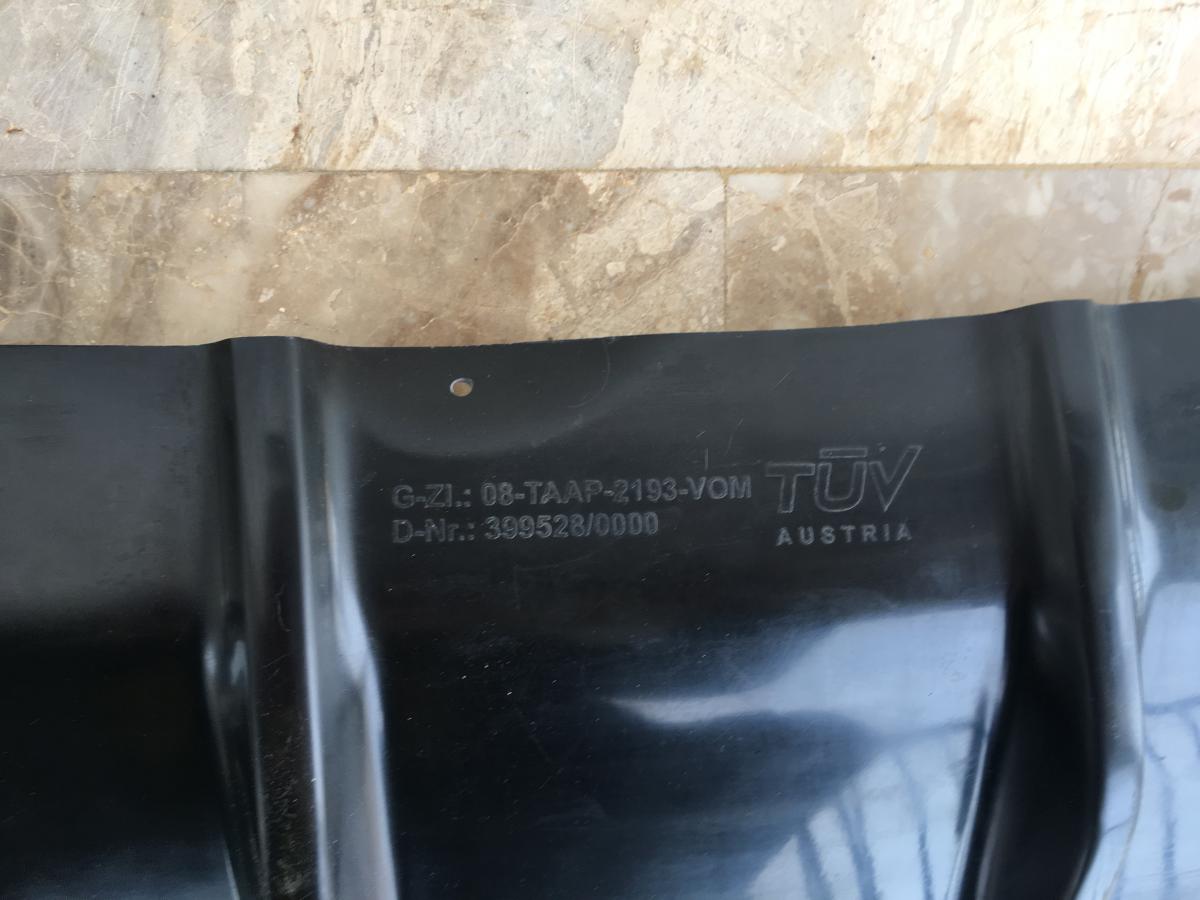 G-Zl.: 08-TAAP-2193-VOM
D-Nr.: 399528/0000
TÜV
AUSTRIA